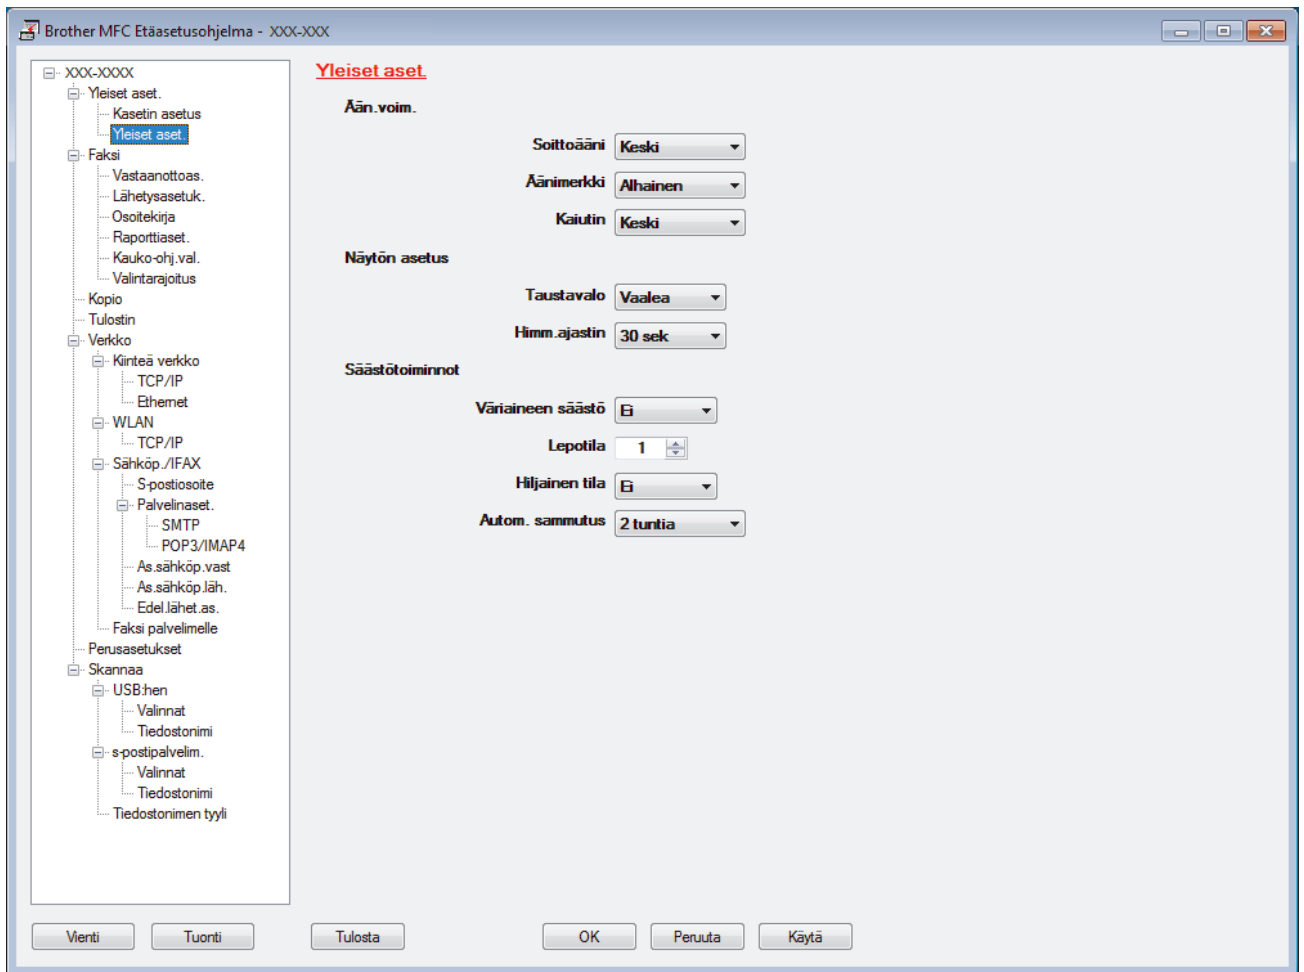 Brother MFC Etäasetusohjelma - XXX-XXX
XXX-XXXX
Yleiset aset.
Kasetin asetus
Yleiset aset.
Faksi
Vastaanottoas.
Lähetysasetuk.
Osoitekirja
Raporttiaset.
Kauko-ohj.val.
Valintarajoitus
Kopio
Tulostin
Verkko
Kiinteä verkko
TCP/IP
Ethernet
WLAN
TCP/IP
Sähköp./IFAX
S-postiosoite
Palvelinaset.
SMTP
POP3/IMAP4
As.sähköp.vast
As.sähköp.läh.
Edel.lähet.as.
Faksi palvelimelle
Perusasetukset
Skannaa
USB:hen
Valinnat
Tiedostonimi
s-postipalvelim.
Valinnat
Tiedostonimi
Tiedostonimen tyyli
Yleiset aset.
Ään.voim.
Soittoääni Keski
Äänimerkki Alhainen
Kaiutin Keski
Näytön asetus
Taustavalo Vaalea
Himm.ajastin 30 sek
Säästötoiminnot
Väriaineen säästö Ei
Lepotila 1
Hiljainen tila Ei
Autom. sammutus 2 tuntia
Vienti Tuonti Tulosta OK Peruuta Käytä